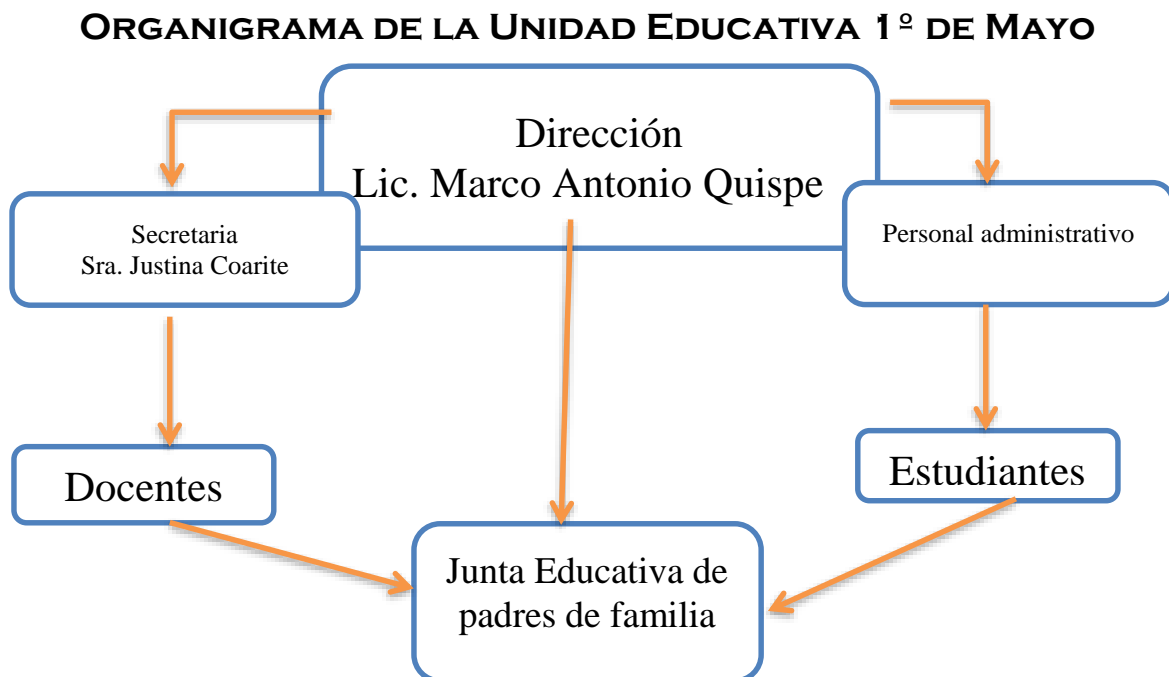 Organigrama de la Unidad Educativa 1º de Mayo
Dirección
Lic. Marco Antonio Quispe
Secretaria
Sra. Justina Coarite
Personal administrativo
Docentes
Estudiantes
Junta Educativa de
padres de familia